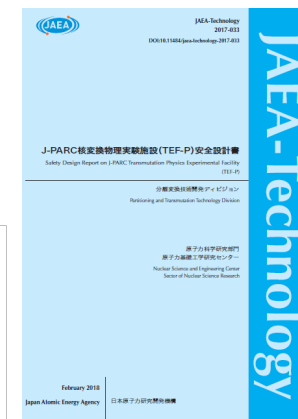 JAEA
JAEA-Technology
2017-033
DOI:10.11484/jaea-technology-2017-033
J-PARC核変換物理実験施設(TEF-P)安全設計書
Safety Design Report on J-PARC Transmutation Physics Experimental Facility
(TEF-P)
分離変換技術開発ディビジョン
Partitioning and Transmutation Technology Division
原子力科学研究部門
原子力基礎工学研究センター
Nuclear Science and Engineering Center
Sector of Nuclear Science Research
February 2018
Japan Atomic Energy Agency
日本原子力研究開発機構
JAEA-Technology